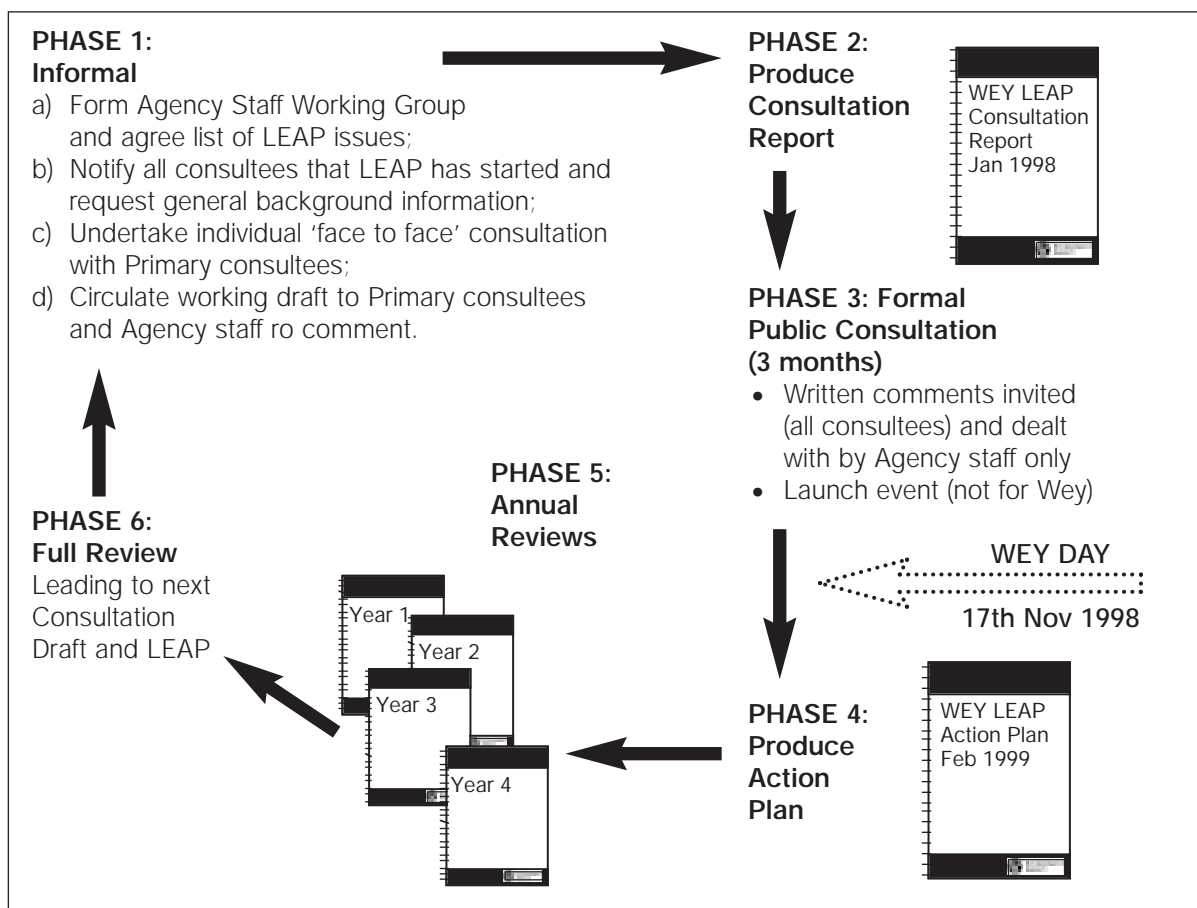 PHASE 1:
Informal
a) Form Agency Staff Working Group
and agree list of LEAP issues;
b) Notify all consultees that LEAP has started and
request general background information;
c) Undertake individual ‘face to face’ consultation
with Primary consultees;
d) Circulate working draft to Primary consultees
and Agency staff ro comment.
PHASE 2:
Produce
Consultation
Report
WEY LEAP
Consultation
Report
Jan 1998
PHASE 3: Formal
Public Consultation
(3 months)
• Written comments invited
(all consultees) and dealt
with by Agency staff only
• Launch event (not for Wey)
WEY DAY
17th Nov 1998
PHASE 4:
Produce
Action
Plan
WEY LEAP
Action Plan
Feb 1999
PHASE 5:
Annual
Reviews
Year 1
Year 2
Year 3
Year 4
PHASE 6:
Full Review
Leading to next
Consultation
Draft and LEAP